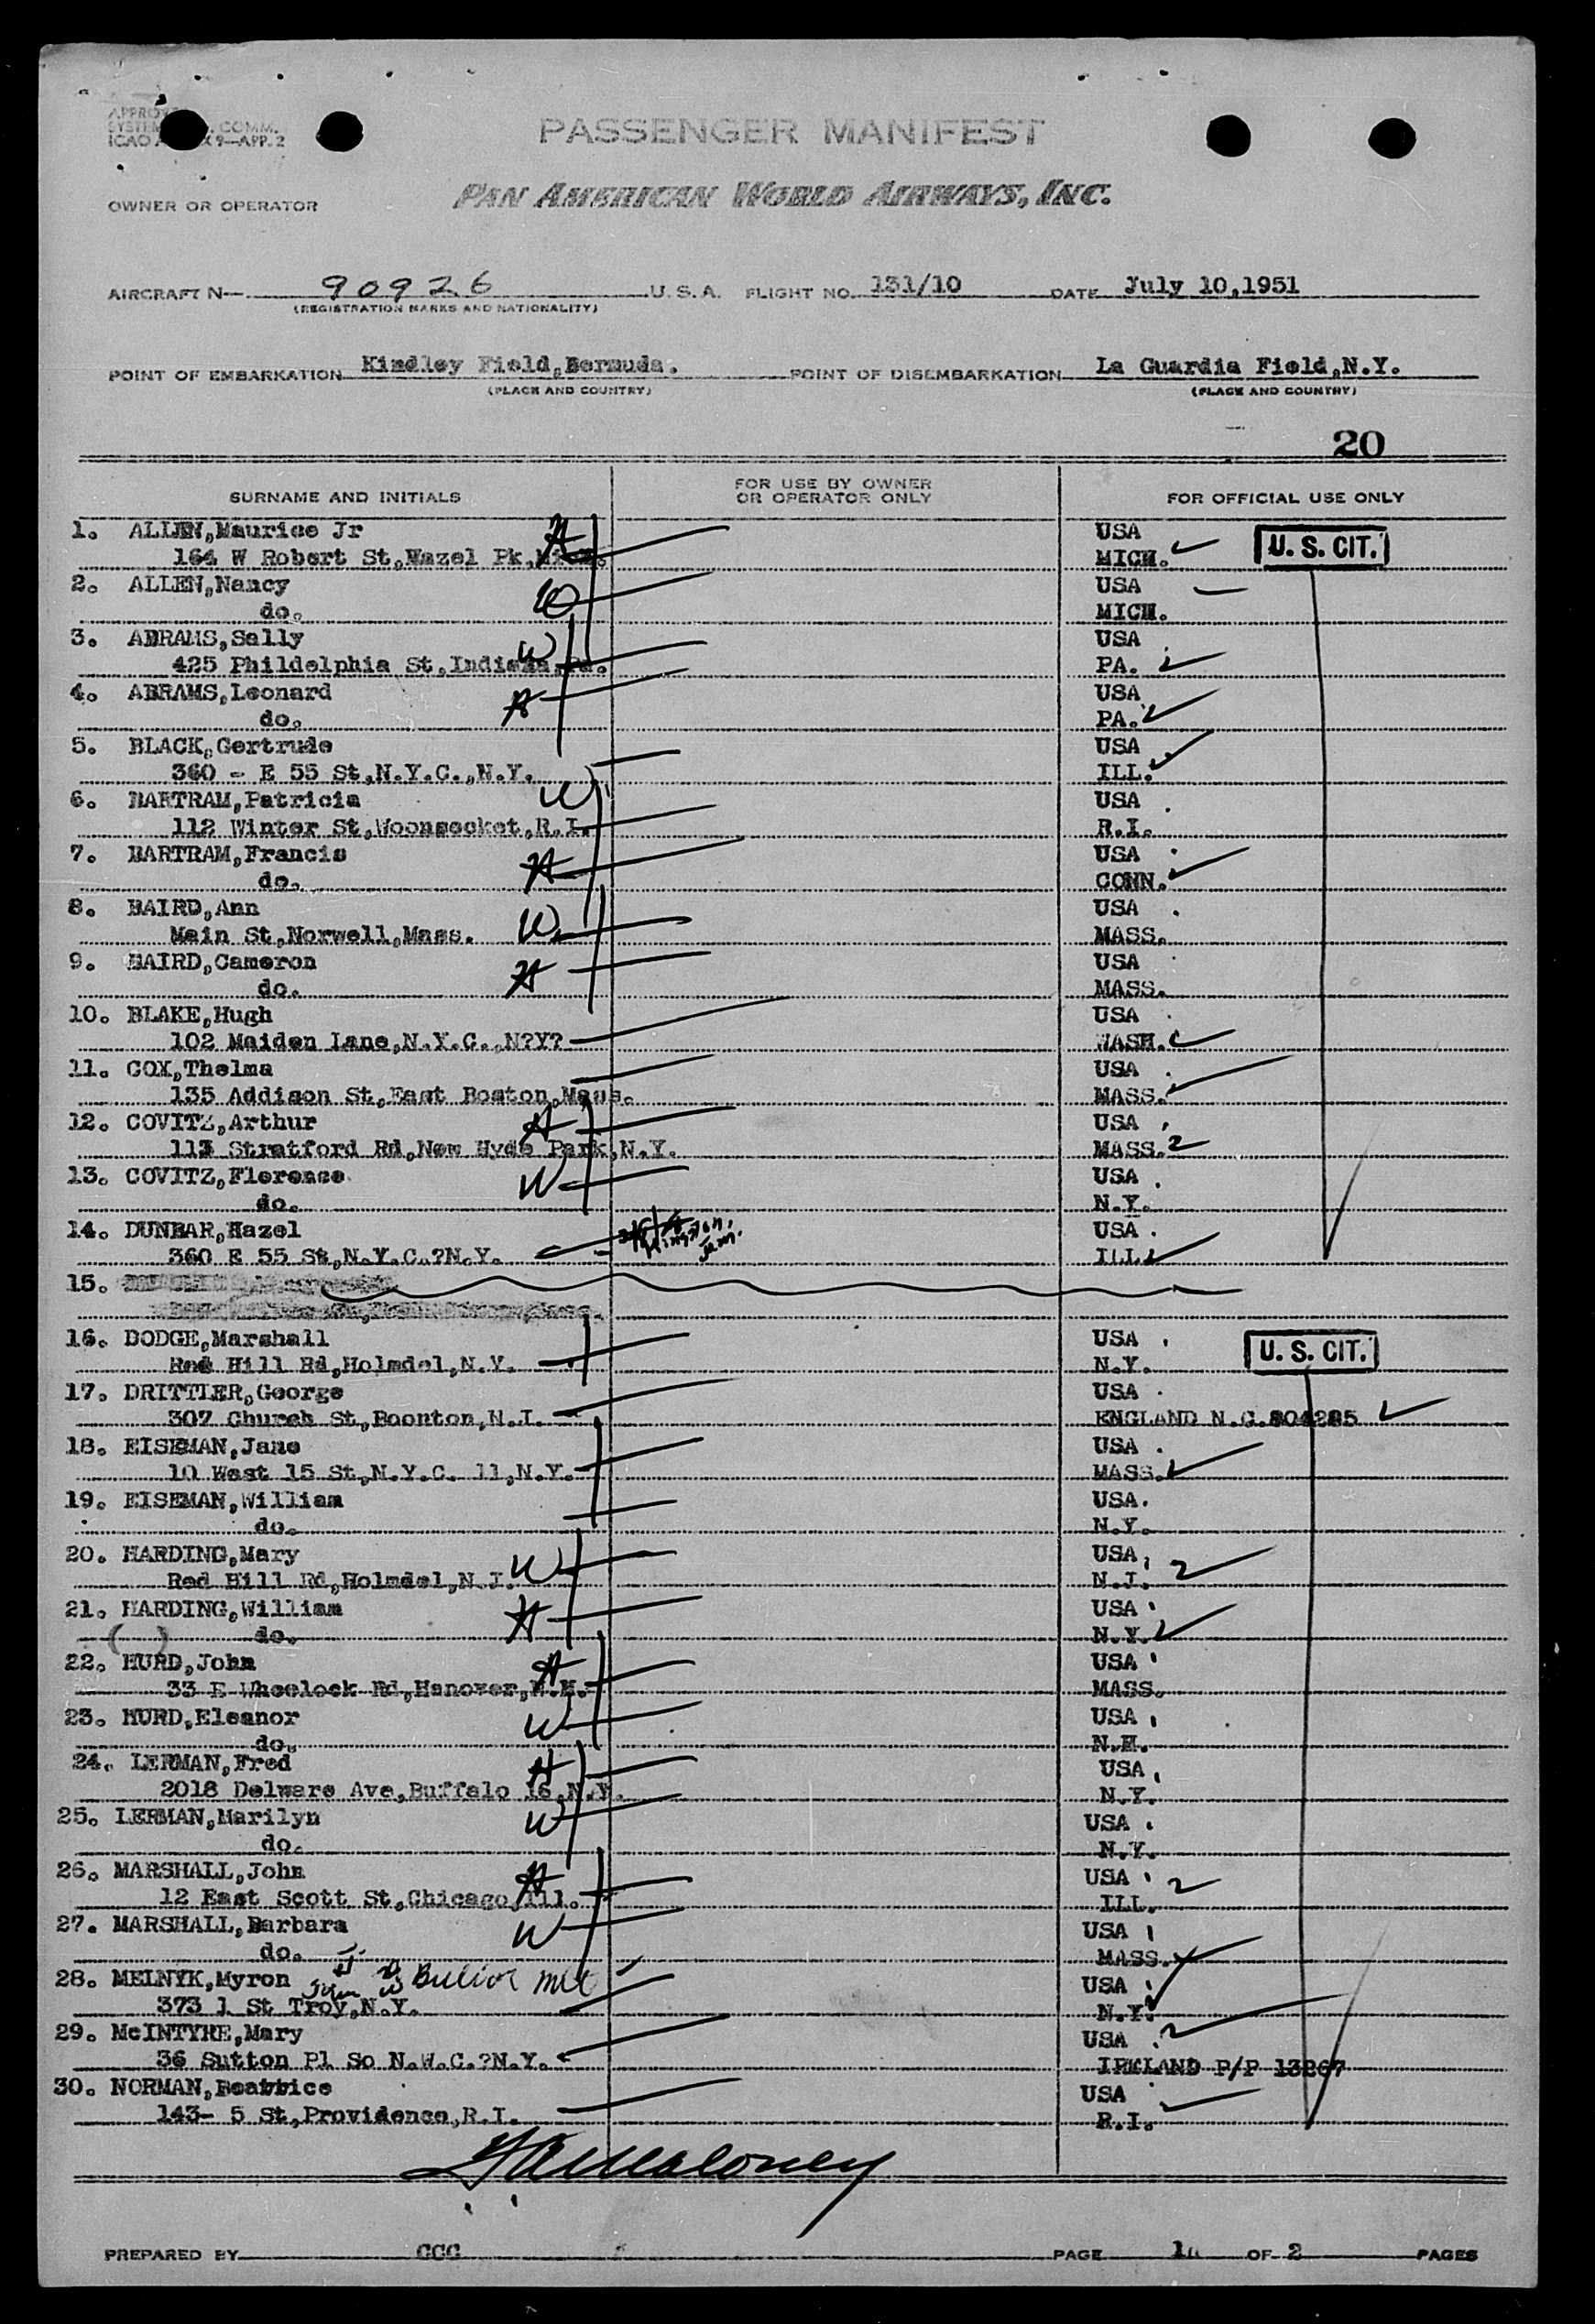 PASSENGER MANIFEST
ICAO
9—APP. 2
OWNER OR OPERATOR
PAN AMERICAN WORLD AIRWAYS, INC.
AIRCRAFT N— 90926 U. S. A. FLIGHT NO. 131/10 DATE July 10,1951
(REGISTRATION MARKS AND NATIONALITY)
POINT OF EMBARKATION Kindley Field,Bermuda. POINT OF DISEMBARKATION La Guardia Field,N.Y.
(PLACE AND COUNTRY) (PLACE AND COUNTRY)
20
SURNAME AND INITIALS FOR USE BY OWNER OR OPERATOR ONLY FOR OFFICIAL USE ONLY
1. ALLEN,Maurice Jr H USA U. S. CIT.
164 W Robert St,Hazel Pk, MICH.
2. ALLEN,Nancy W USA
do. MICH.
3. ABRAMS,Sally W USA
425 Phildelphia St,Indiana,Pa. PA.
4. ABRAMS,Leonard H USA
do. PA.
5. BLACK,Gertrude USA
360 - E 55 St,N.Y.C.,N.Y. ILL.
6. BARTRAM,Patricia W USA
112 Winter St,Woonsocket,R.I. R.I.
7. BARTRAM,Francis H USA
do. CONN.
8. BAIRD,Ann USA
Main St,Norwell,Mass. W MASS.
9. BAIRD,Cameron H USA
do. MASS.
10. BLAKE,Hugh USA
102 Maiden Lane,N.Y.C.,N?Y? WASH.
11. COX,Thelma USA
135 Addison St,East Boston,Mass. MASS.
12. COVITZ,Arthur H USA
113 Stratford Rd,New Hyde Park,N.Y. MASS.
13. COVITZ,Florence W USA
do. N.Y.
14. DUNBAR,Hazel USA
360 E 55 St,N.Y.C.?N.Y. Kingston, Jam. ILL
15.
16. DODGE,Marshall USA U. S. CIT.
Red Hill Rd,Holmdel,N.Y. N.Y.
17. DRITTLER,George USA
307 Church St,Boonton,N.J. ENGLAND N.C.
18. EISEMAN,Jane USA
10 West 15 St,N.Y.C. 11,N.Y. MASS.
19. EISEMAN,William USA
do. N.Y.
20. HARDING,Mary W USA
Red Hill Rd,Holmdel,N.J. N.J.
21. HARDING,William H USA
( ) do. N.Y.
22. HURD,John H USA
33 E Wheelock Rd,Hanover,N.H. MASS.
23. HURD,Eleanor W USA
do. N.H.
24. LERMAN,Fred H USA
2018 Delware Ave,Buffalo 16,N.Y. N.Y.
25. LERMAN,Marilyn W USA
do. N.Y.
26. MARSHALL,John H USA
12 East Scott St,Chicago,Ill. ILL.
27. MARSHALL,Barbara W USA
do. MASS.
28. MELNYK,Myron USA
373 1 St Troy,N.Y. N.Y.
29. McINTYRE,Mary USA
36 Sutton Pl So N.W.C.?N.Y. IRELAND P/P 13267
30. NORMAN,Beatrice USA
143- 5 St,Providence,R.I. R.I.
PREPARED BY CCC PAGE 1 OF 2 PAGES